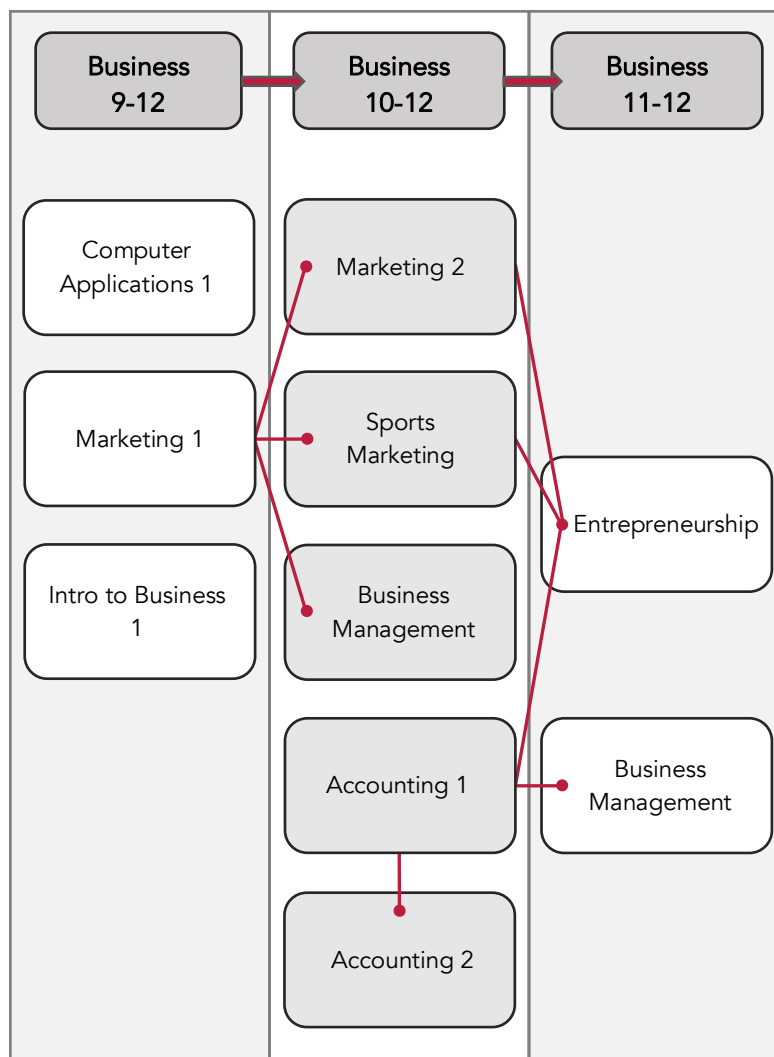 Business
9-12
Business
10-12
Business
11-12
Computer
Applications 1
Marketing 1
Intro to Business
1
Marketing 2
Sports
Marketing
Business
Management
Accounting 1
Accounting 2
Entrepreneurship
Business
Management